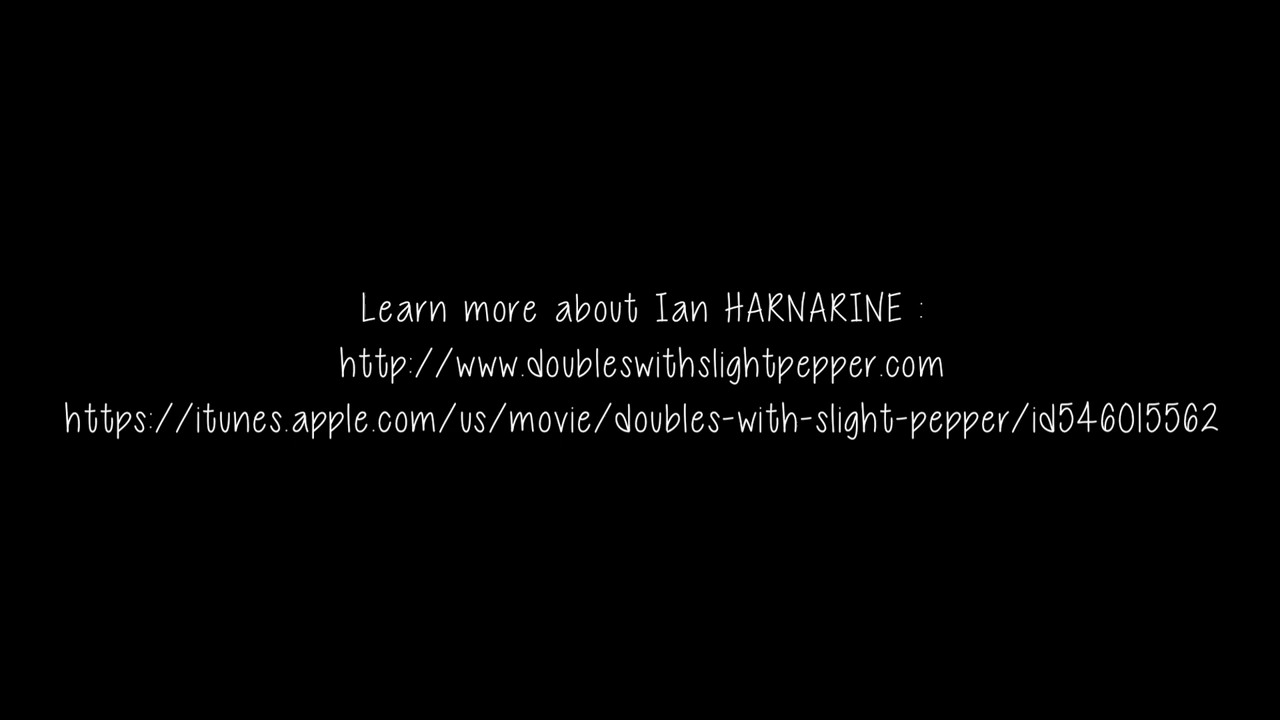 Learn more about Ian HARNARINE :
http://www.doubleswithslightpepper.com
https://itunes.apple.com/us/movie/doubles-with-slight-pepper/id546015562